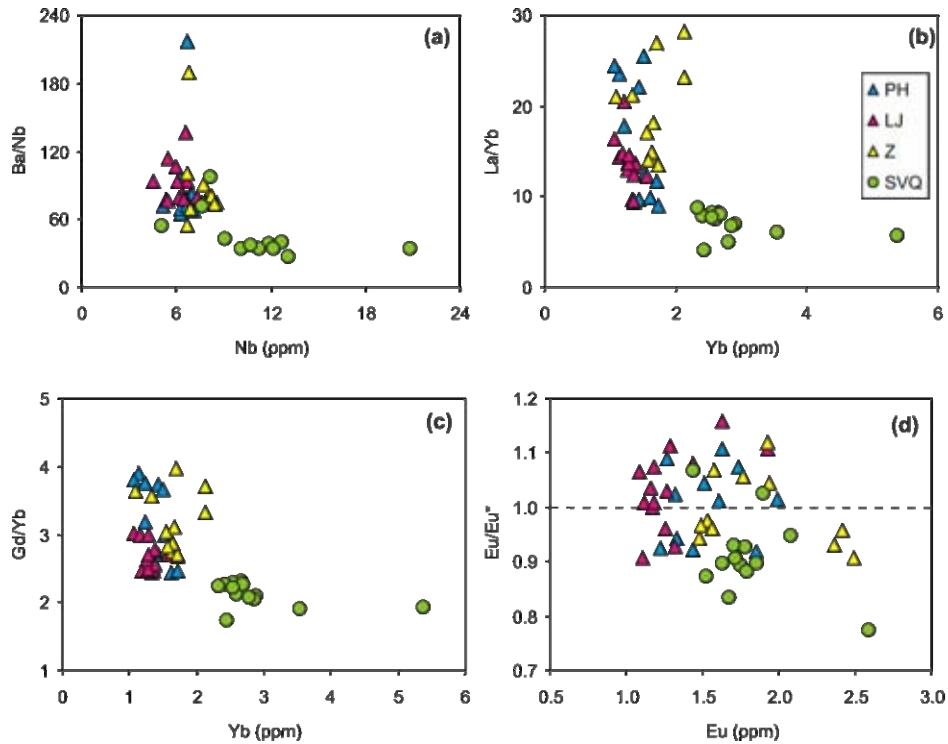 240
180
120
60
0
Ba/Nb
(a)
0 6 12 18 24
Nb (ppm)
30
20
10
0
La/Yb
(b)
PH
LJ
Z
SVQ
0 2 4 6
Yb (ppm)
5
4
3
2
1
Gd/Yb
(c)
0 1 2 3 4 5 6
Yb (ppm)
1.2
1.1
1.0
0.9
0.8
0.7
Eu/Eu*
(d)
0.5 1.0 1.5 2.0 2.5 3.0
Eu (ppm)